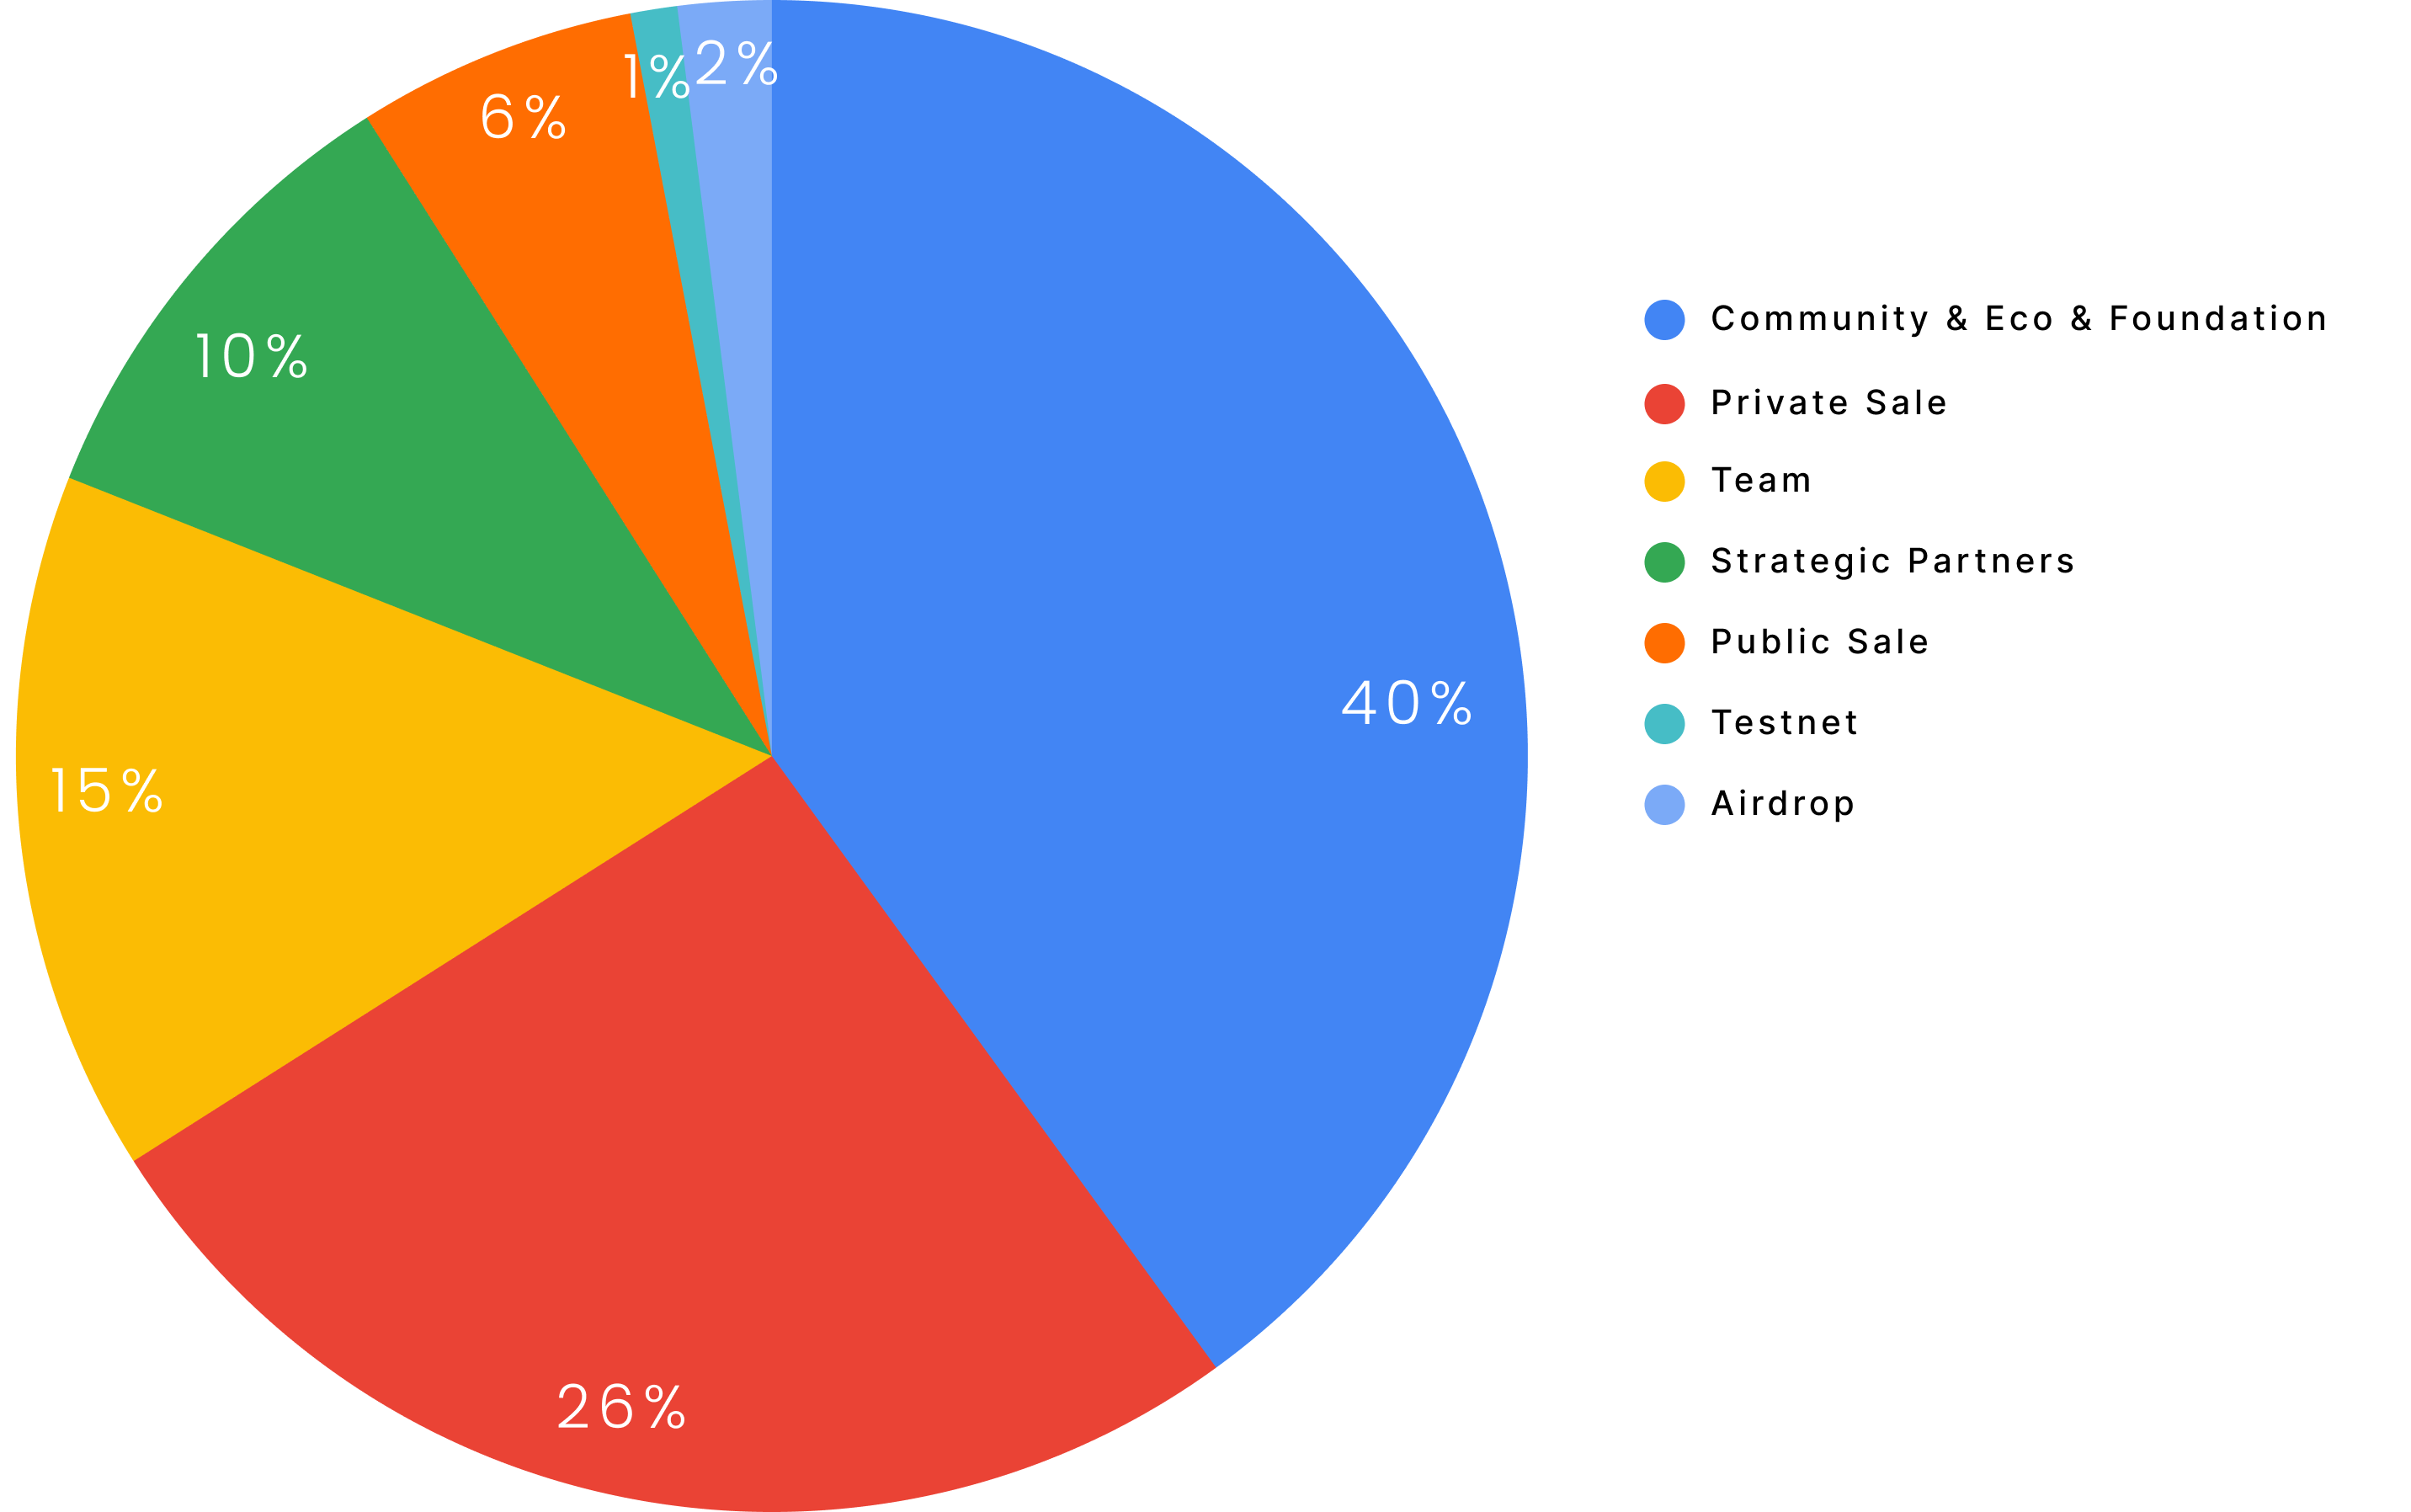 2%
1%
6%
10%
40%
15%
26%
Community & Eco & Foundation
Private Sale
Team
Strategic Partners
Public Sale
Testnet
Airdrop